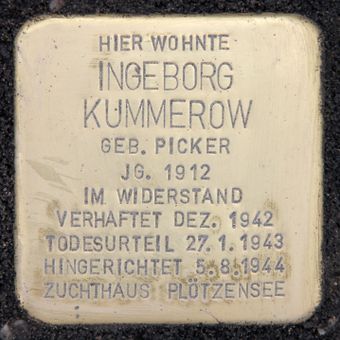 HIER WOHNTE
INGEBORG
KUMMEROW
GEB. PICKER
JG. 1912
IM WIDERSTAND
VERHAFTET DEZ. 1942
TODESURTEIL 27.1.1943
HINGERICHTET 5.8.1944
ZUCHTHAUS PLÖTZENSEE